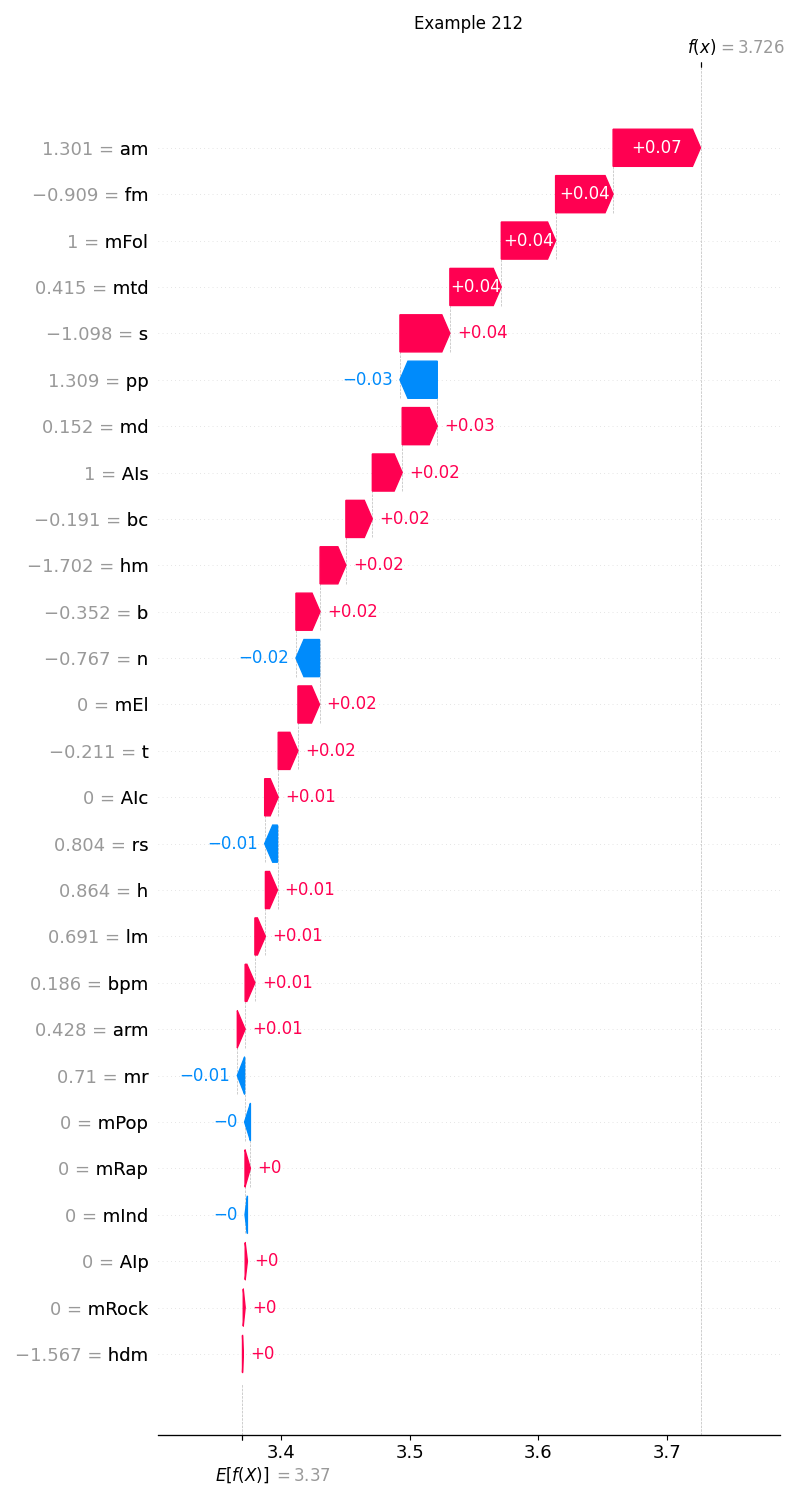 Example 212
f(x) = 3.726
1.301 = am +0.07
−0.909 = fm +0.04
1 = mFol +0.04
0.415 = mtd +0.04
−1.098 = s +0.04
1.309 = pp −0.03
0.152 = md +0.03
1 = AIs +0.02
−0.191 = bc +0.02
−1.702 = hm +0.02
−0.352 = b +0.02
−0.767 = n −0.02
0 = mEl +0.02
−0.211 = t +0.02
0 = AIc +0.01
0.804 = rs −0.01
0.864 = h +0.01
0.691 = lm +0.01
0.186 = bpm +0.01
0.428 = arm +0.01
0.71 = mr −0.01
0 = mPop −0
0 = mRap +0
0 = mInd −0
0 = AIp +0
0 = mRock +0
−1.567 = hdm +0
3.4 3.5 3.6 3.7
E[f(X)] = 3.37